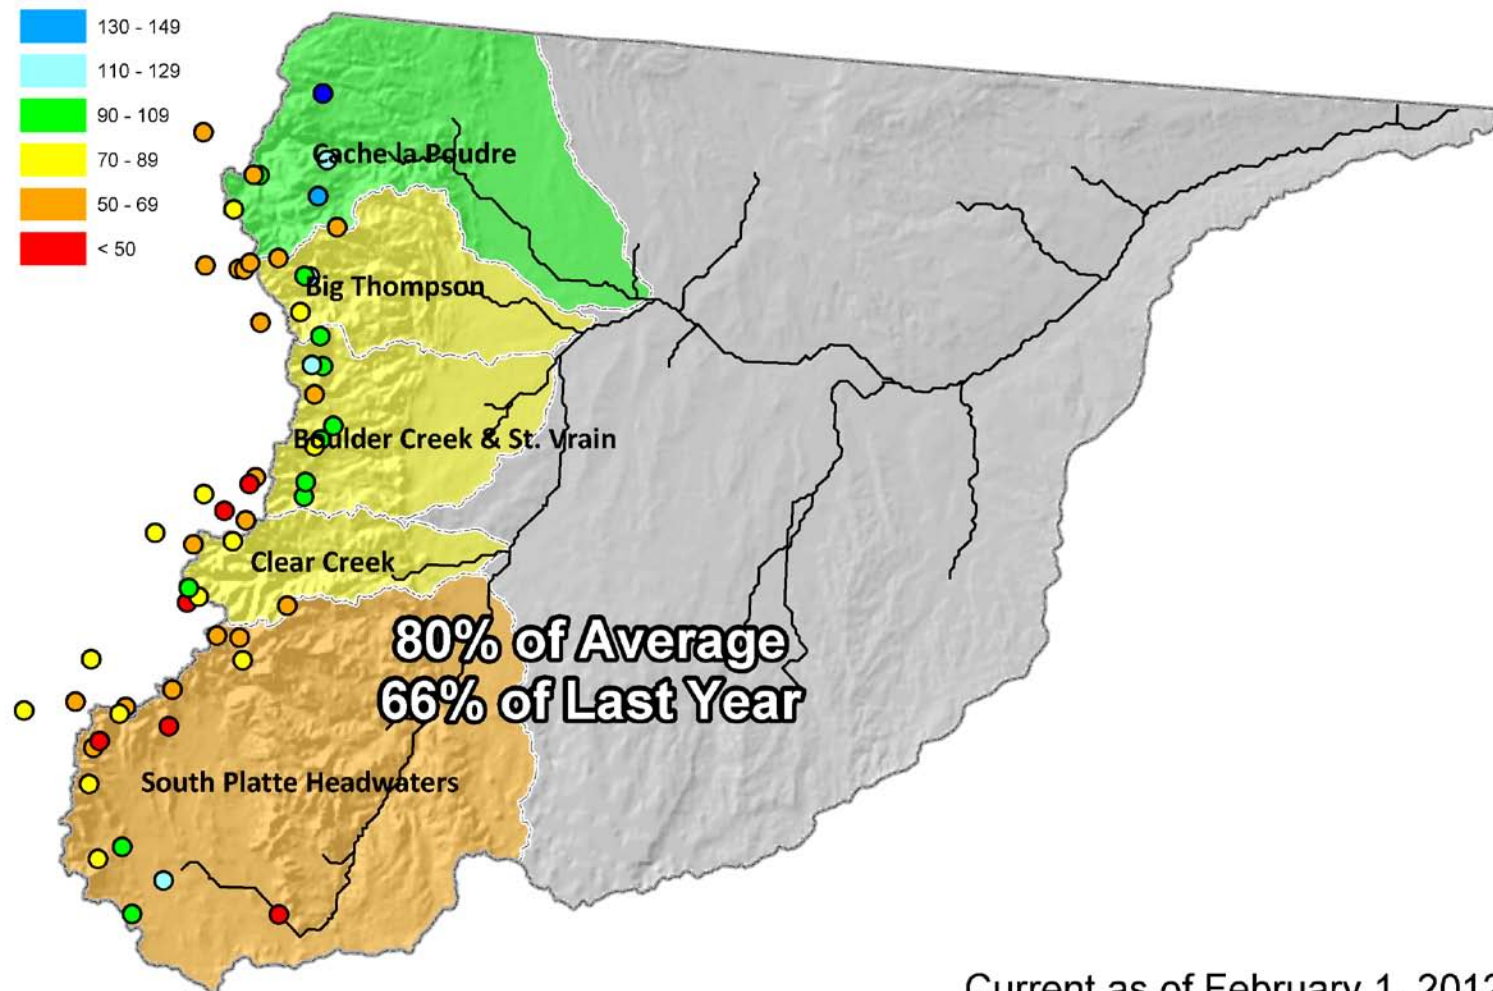 130 - 149
110 - 129
90 - 109
70 - 89
50 - 69
< 50
Cache la Poudre
Big Thompson
Boulder Creek & St. Vrain
Clear Creek
80% of Average
66% of Last Year
South Platte Headwaters
Current as of February 1, 2012